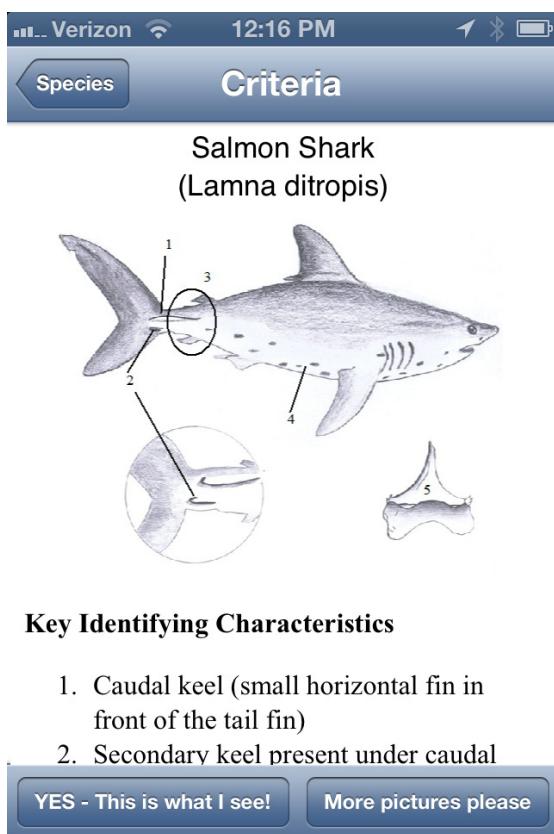 Verizon 12:16 PM
Species
Criteria
Salmon Shark
(Lamna ditropis)
1
3
2
4
5
Key Identifying Characteristics
1. Caudal keel (small horizontal fin in
front of the tail fin)
2. Secondary keel present under caudal
YES - This is what I see!
More pictures please